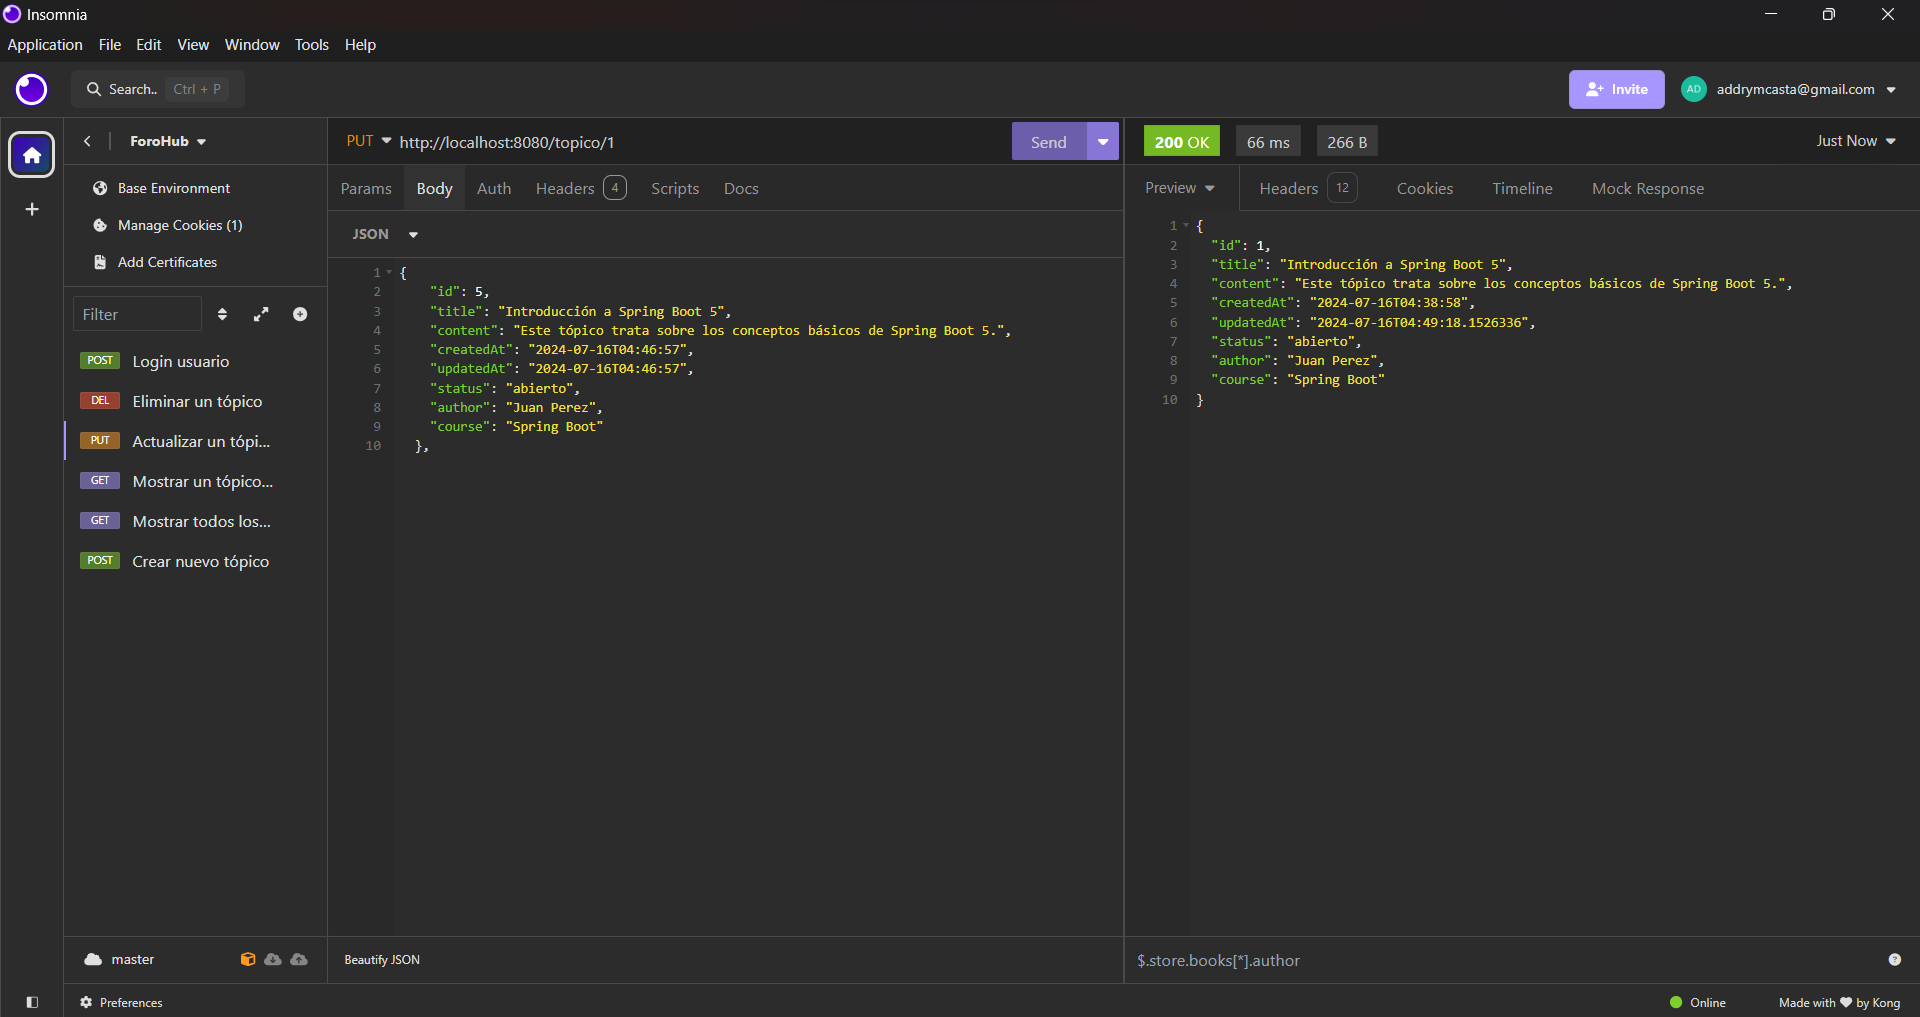 Insomnia
Application File Edit View Window Tools Help
Search.. Ctrl + P
Invite
AD addrymcasta@gmail.com
ForoHub
Base Environment
Manage Cookies (1)
Add Certificates
Filter
POST Login usuario
DEL Eliminar un tópico
PUT Actualizar un tópi...
GET Mostrar un tópico...
GET Mostrar todos los...
POST Crear nuevo tópico
master
Preferences
PUT http://localhost:8080/topico/1
Send
Params Body Auth Headers 4 Scripts Docs
JSON
1 {
2 "id": 5,
3 "title": "Introducción a Spring Boot 5",
4 "content": "Este tópico trata sobre los conceptos básicos de Spring Boot 5.",
5 "createdAt": "2024-07-16T04:46:57",
6 "updatedAt": "2024-07-16T04:46:57",
7 "status": "abierto",
8 "author": "Juan Perez",
9 "course": "Spring Boot"
10 },
Beautify JSON
200 OK 66 ms 266 B Just Now
Preview Headers 12 Cookies Timeline Mock Response
1 {
2 "id": 1,
3 "title": "Introducción a Spring Boot 5",
4 "content": "Este tópico trata sobre los conceptos básicos de Spring Boot 5.",
5 "createdAt": "2024-07-16T04:38:58",
6 "updatedAt": "2024-07-16T04:49:18.1526336",
7 "status": "abierto",
8 "author": "Juan Perez",
9 "course": "Spring Boot"
10 }
$.store.books[*].author
?
Online Made with ❤ by Kong